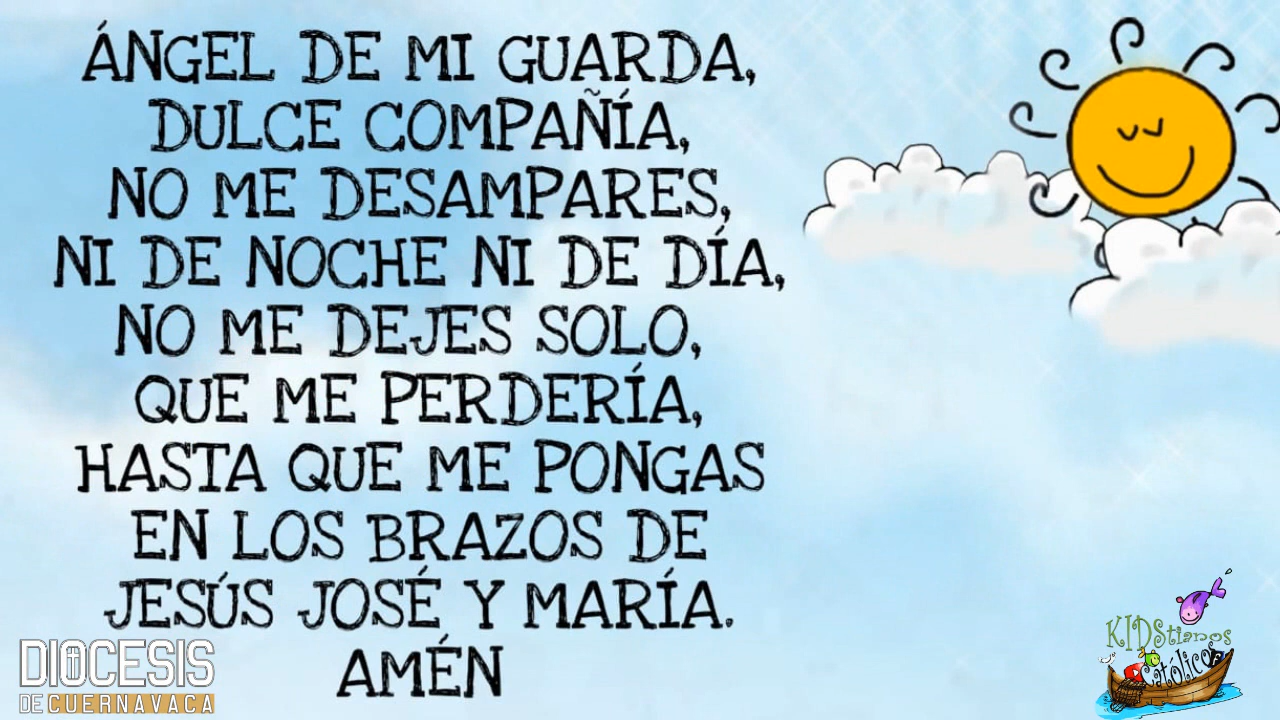 ÁNGEL DE MI GUARDA,
DULCE COMPAÑÍA,
NO ME DESAMPARES,
NI DE NOCHE NI DE DÍA,
NO ME DEJES SOLO,
QUE ME PERDERÍA,
HASTA QUE ME PONGAS
EN LOS BRAZOS DE
JESÚS JOSÉ Y MARÍA.
AMÉN
DIOCESIS
DE CUERNAVACA
KIDStianos
Católicos